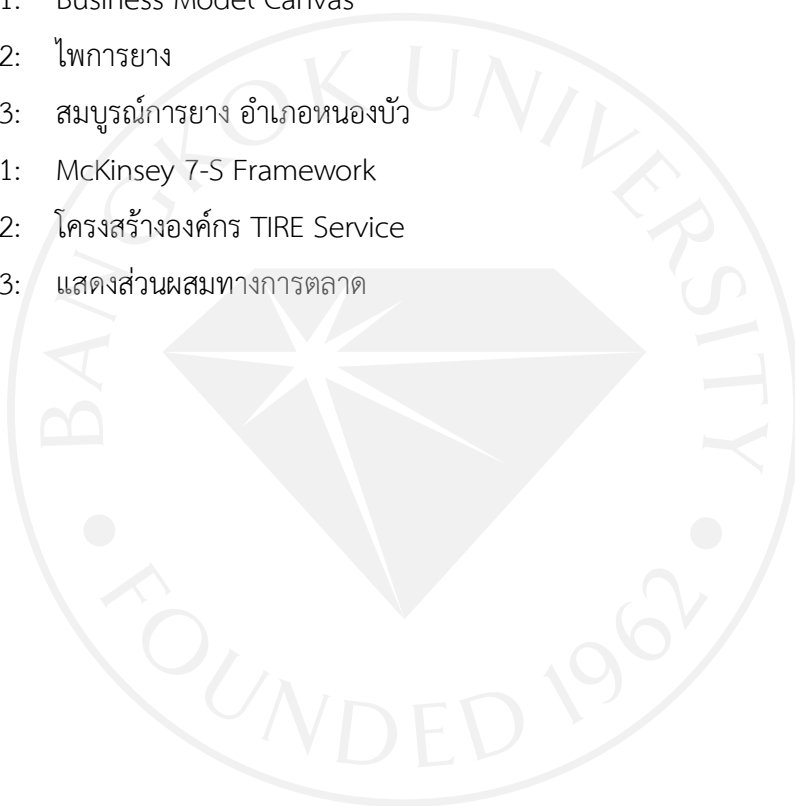 1: Business Model Canvas
2: ไพการยาง
3: สมบูรณ์การยาง อำเภอหนองบัว
1: McKinsey 7-S Framework
2: โครงสร้างองค์กร TIRE Service
3: แสดงส่วนผสมทางการตลาด
BANGKOK UNIVERSITY
FOUNDED 1962